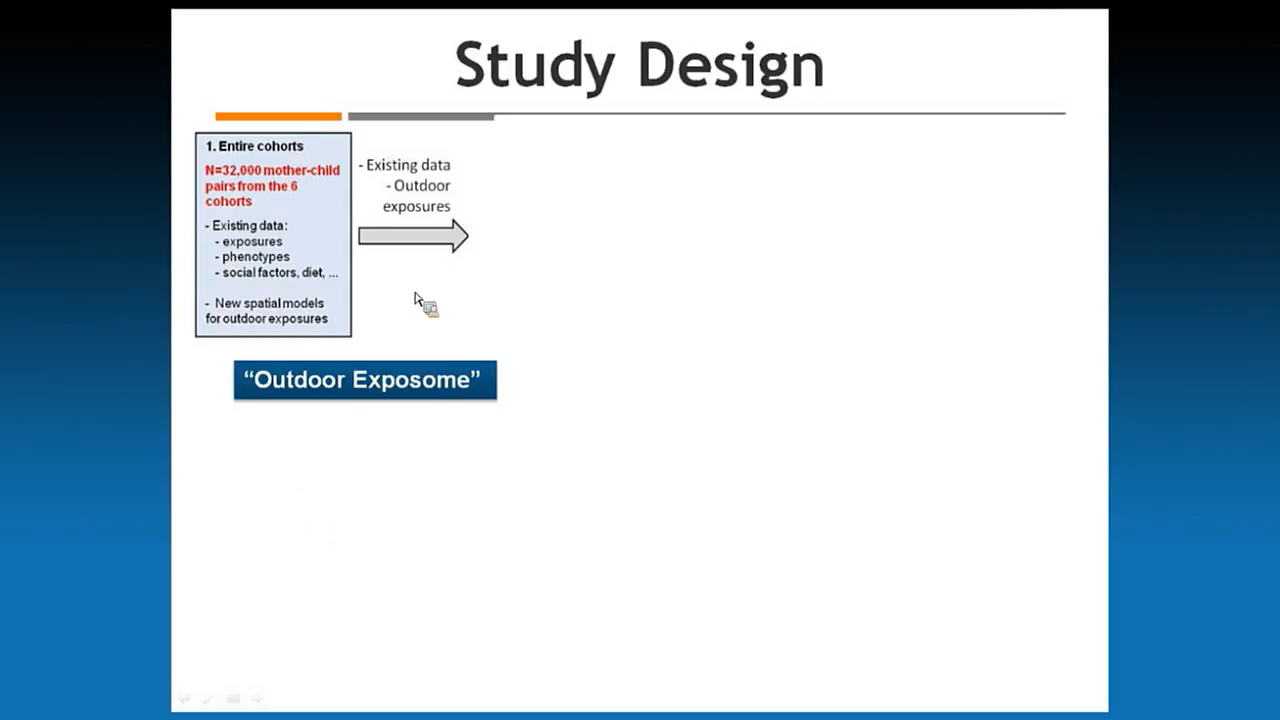 Study Design
1. Entire cohorts
N=32,000 mother-child
pairs from the 6
cohorts
- Existing data:
- exposures
- phenotypes
- social factors, diet, ...
- New spatial models
for outdoor exposures
- Existing data
- Outdoor
exposures
“Outdoor Exposome”